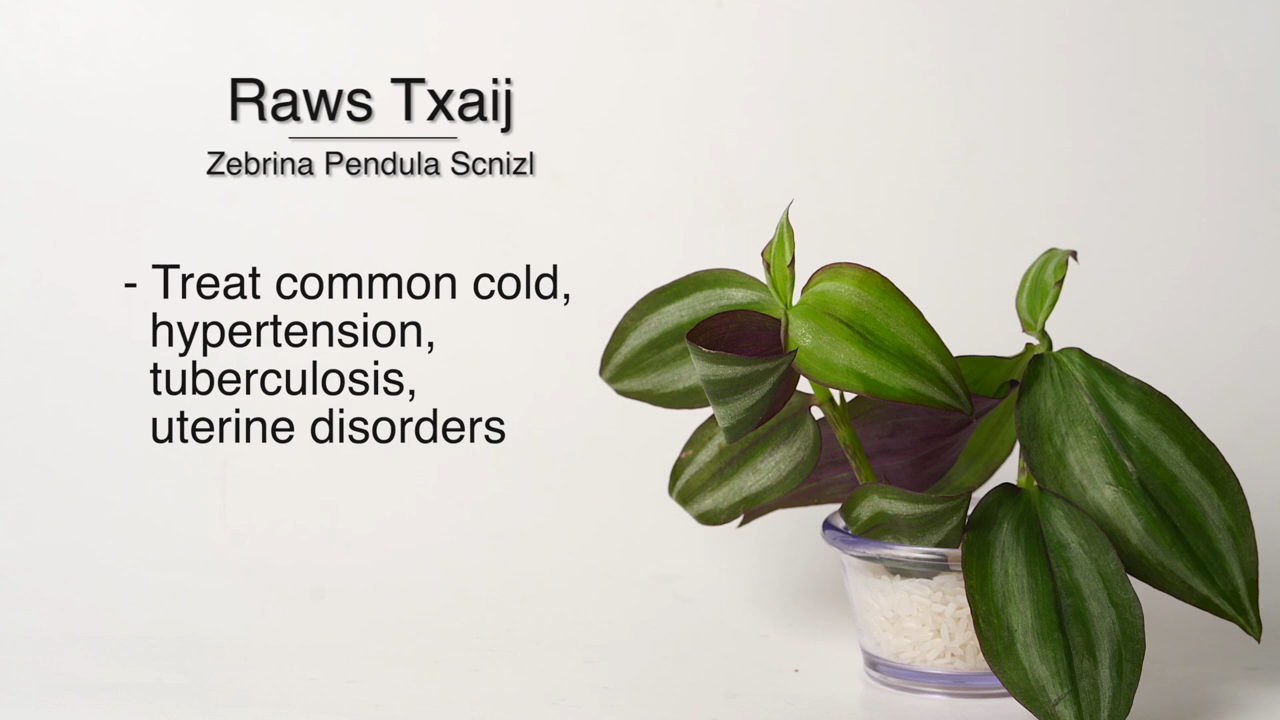 Raws Txaij
Zebrina Pendula Scnizl
- Treat common cold,
hypertension,
tuberculosis,
uterine disorders